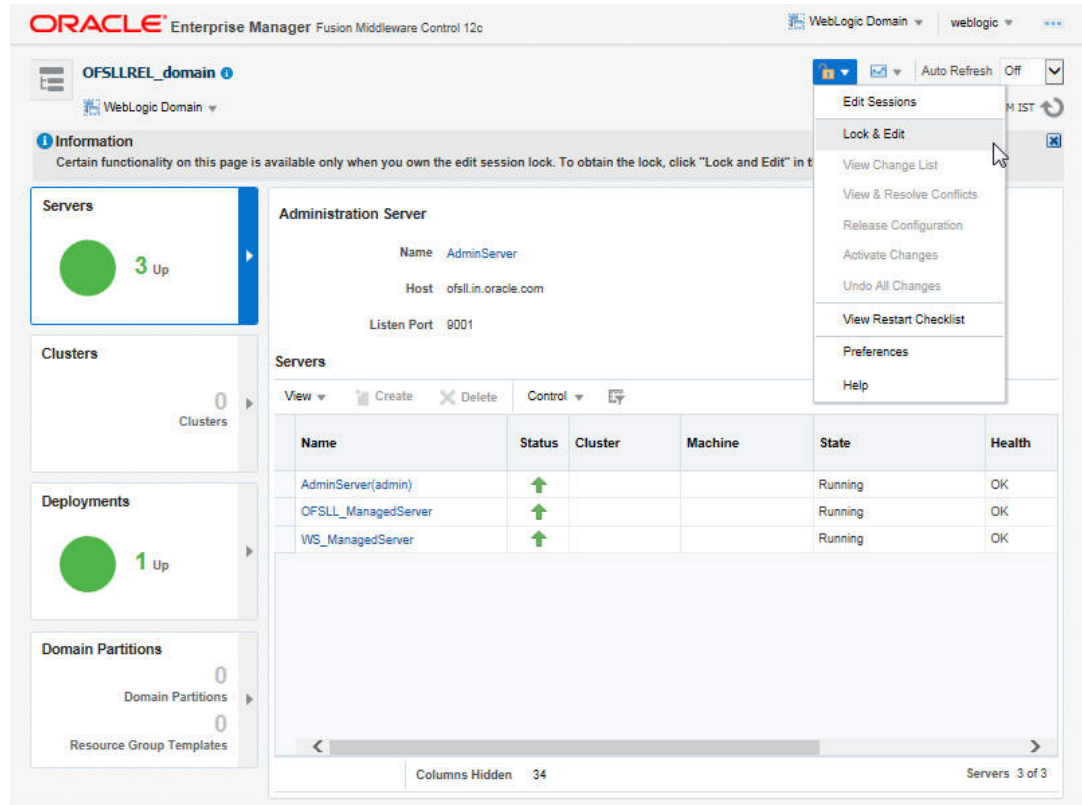 ORACLE Enterprise Manager Fusion Middleware Control 12c
WebLogic Domain
weblogic
OFSLLREL_domain
Auto Refresh Off
WebLogic Domain
M IST
Information
Certain functionality on this page is available only when you own the edit session lock. To obtain the lock, click "Lock and Edit" in t
Edit Sessions
Lock & Edit
View Change List
View & Resolve Conflicts
Release Configuration
Activate Changes
Undo All Changes
View Restart Checklist
Preferences
Help
Servers
3 Up
Clusters
0
Clusters
Deployments
1 Up
Domain Partitions
0
Domain Partitions
0
Resource Group Templates
Administration Server
Name AdminServer
Host ofsll.in.oracle.com
Listen Port 9001
Servers
View Create Delete Control
Name Status Cluster Machine State Health
AdminServer(admin) Running OK
OFSLL_ManagedServer Running OK
WS_ManagedServer Running OK
Columns Hidden 34
Servers 3 of 3